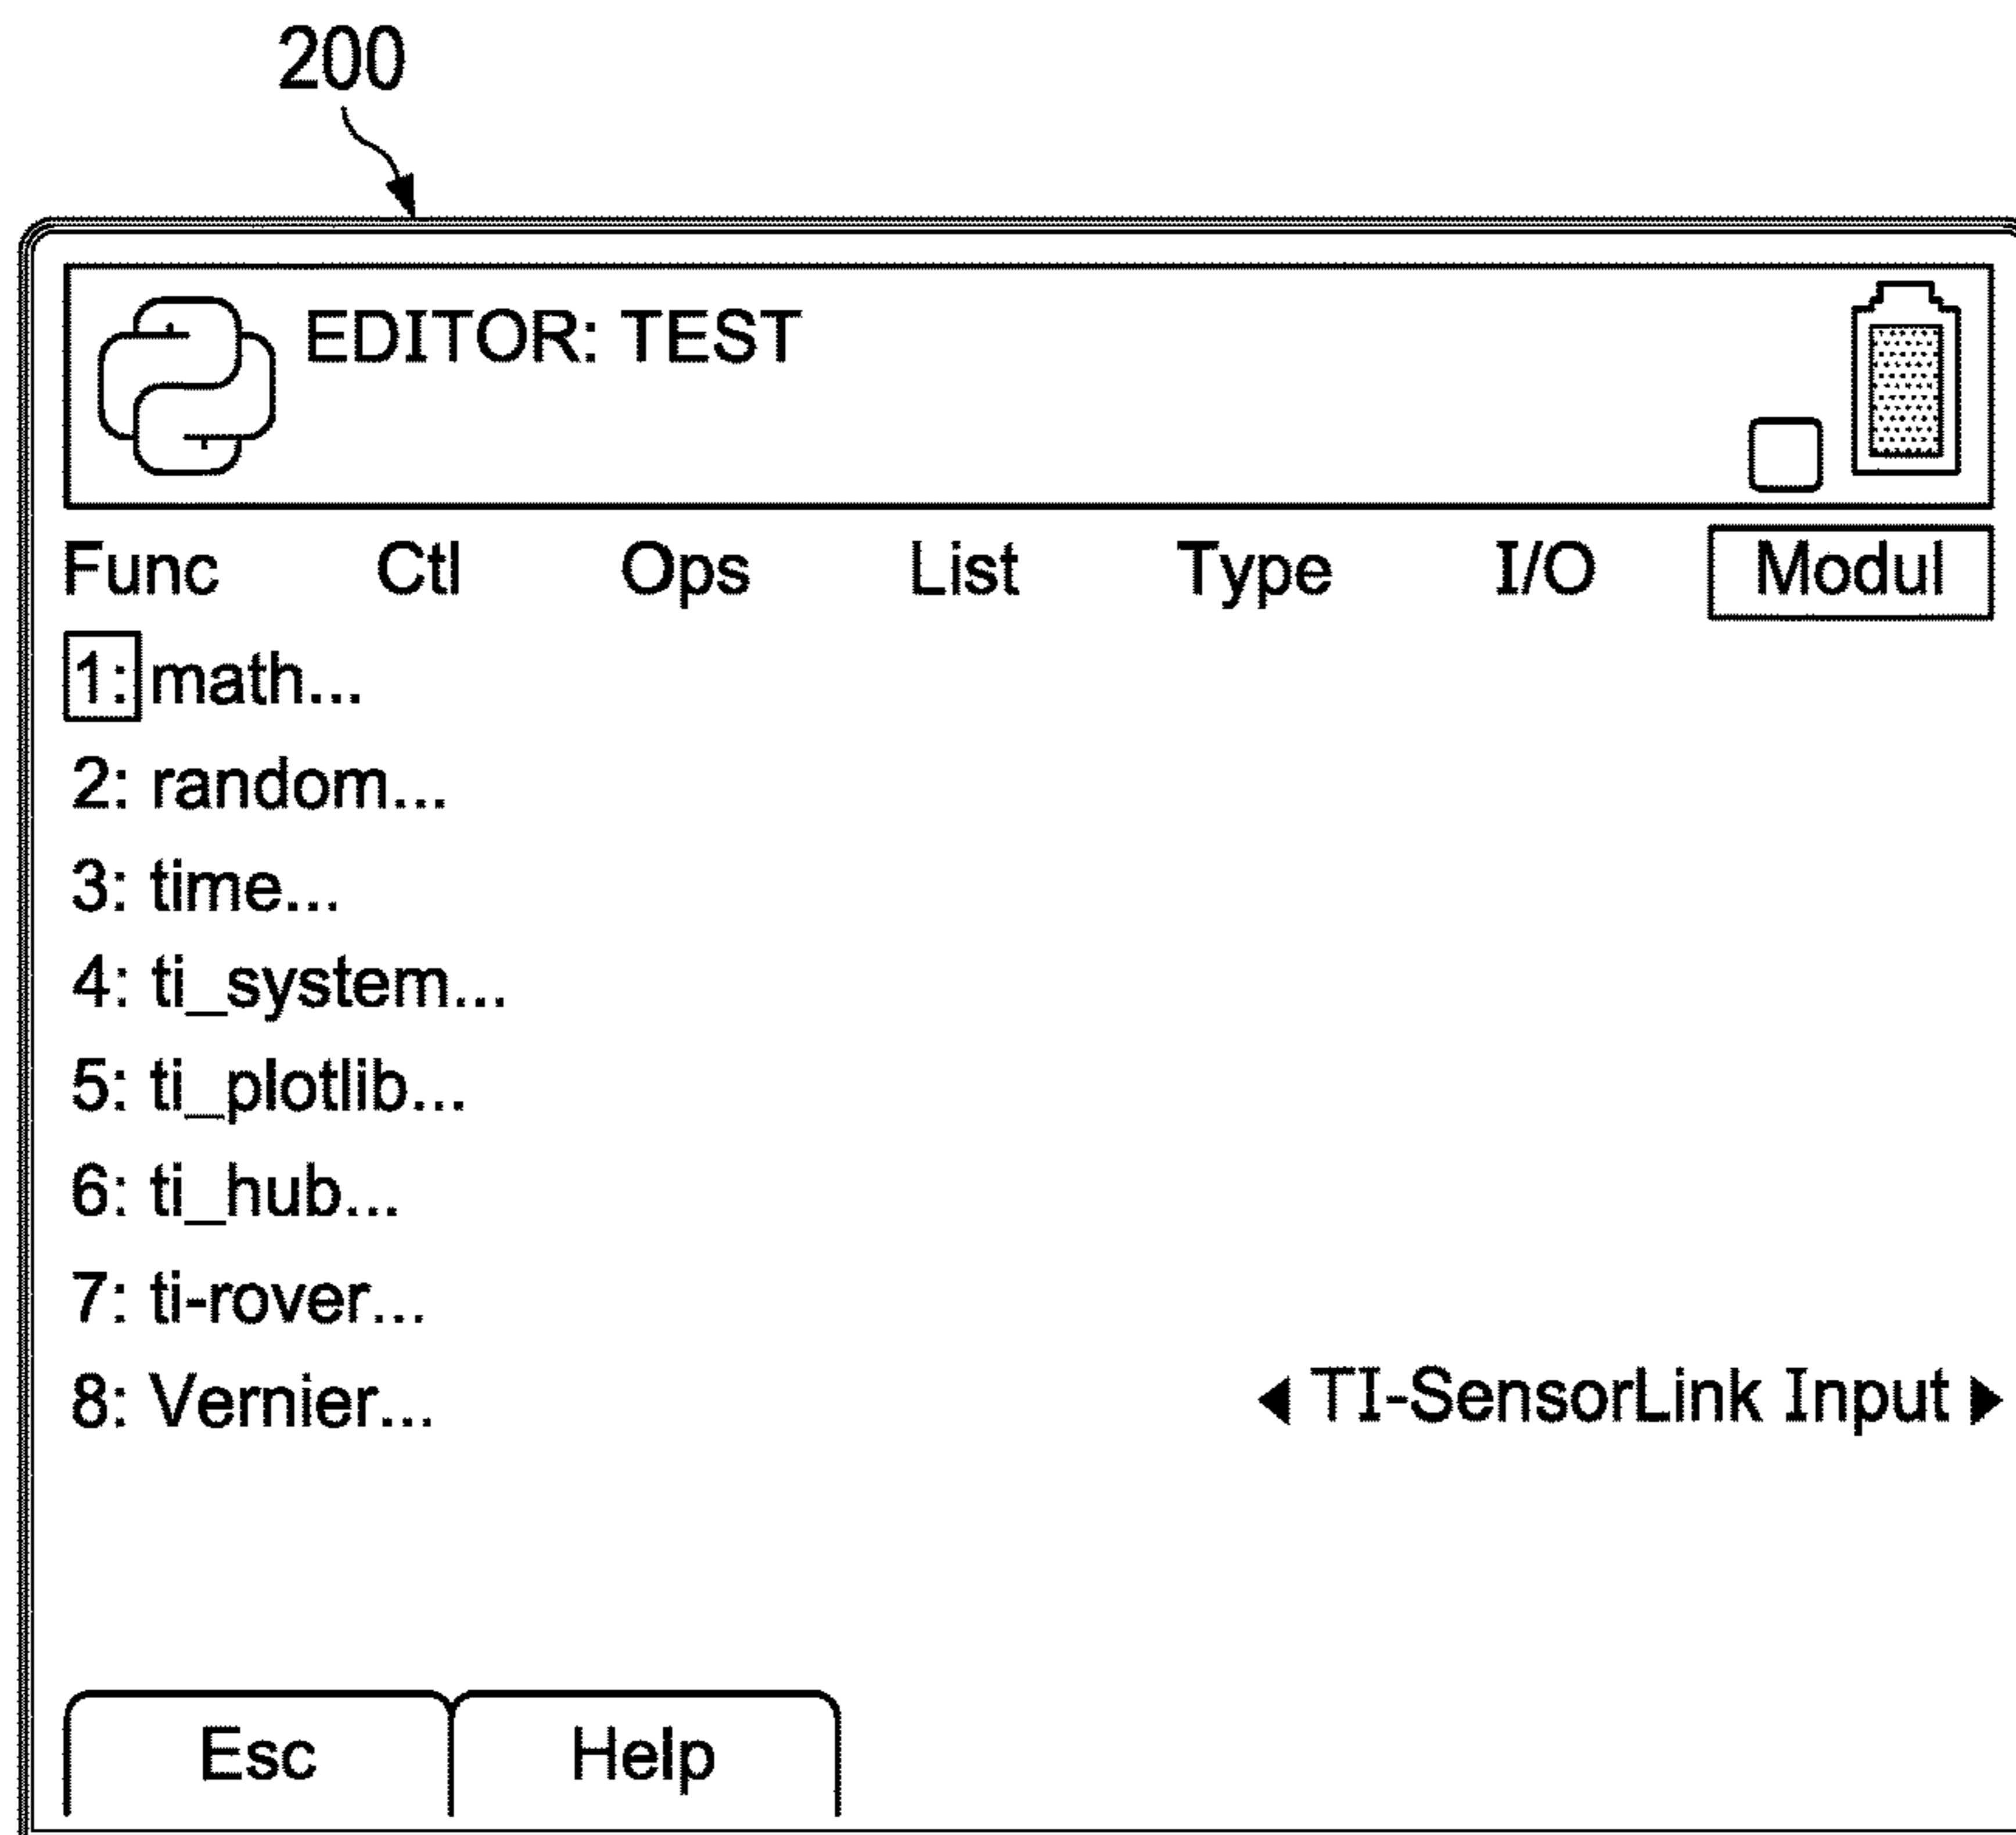 200
EDITOR: TEST
Func Ctl Ops List Type I/O Modul
1: math...
2: random...
3: time...
4: ti_system...
5: ti_plotlib...
6: ti_hub...
7: ti-rover...
8: Vernier... ◀ TI-SensorLink Input ▶
Esc Help